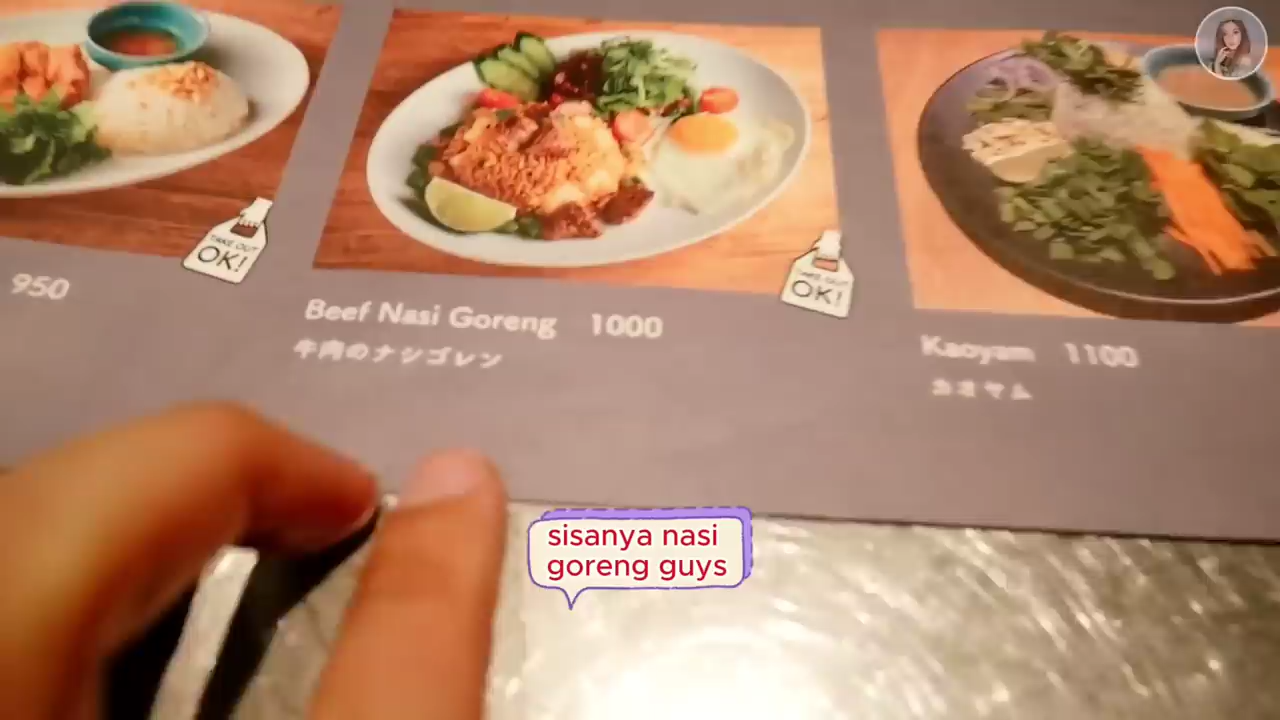 TAKE OUT
OK!
TAKE OUT
OK!
950
Beef Nasi Goreng 1000
牛肉のナシゴレン
Kaoyam 1100
カオヤム
sisanya nasi
goreng guys